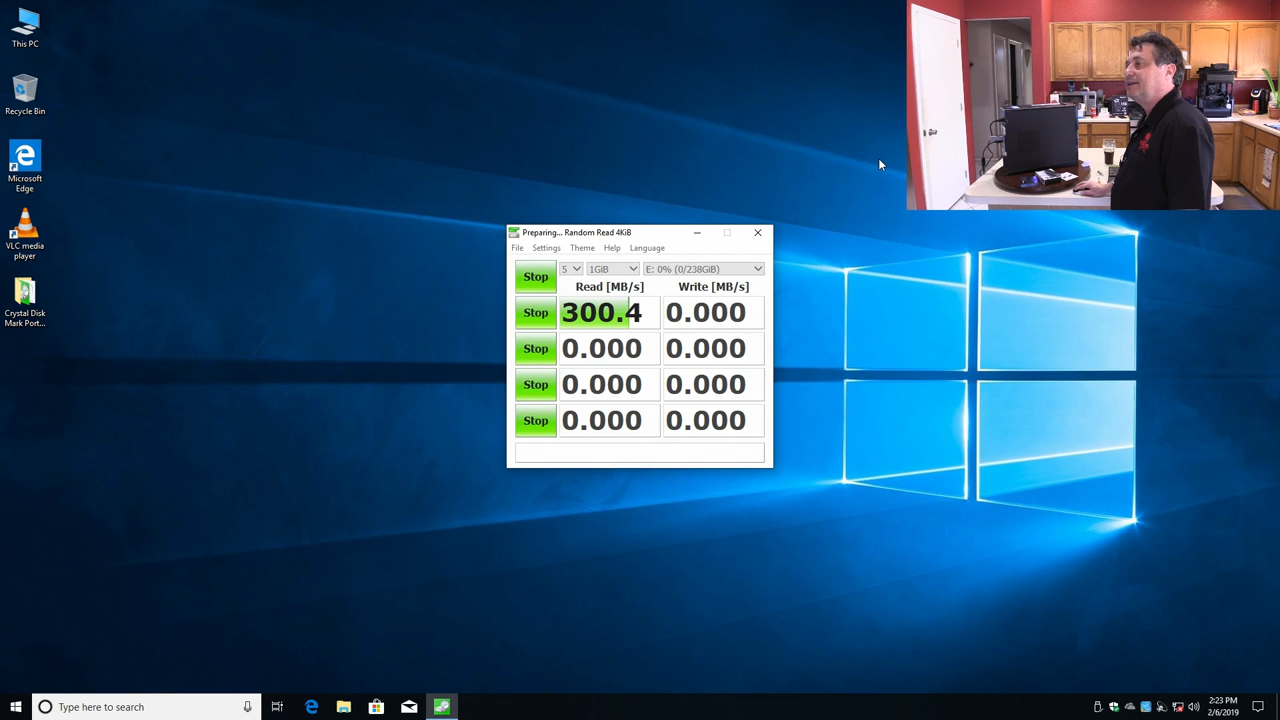 This PC
Recycle Bin
Microsoft
Edge
VLC media
player
Crystal Disk
Mark Port...
Preparing... Random Read 4KiB
File Settings Theme Help Language
Stop 5 1GiB E: 0% (0/238GiB)
Read [MB/s] Write [MB/s]
Stop 300.4 0.000
Stop 0.000 0.000
Stop 0.000 0.000
Stop 0.000 0.000
Type here to search
2:23 PM
2/6/2019